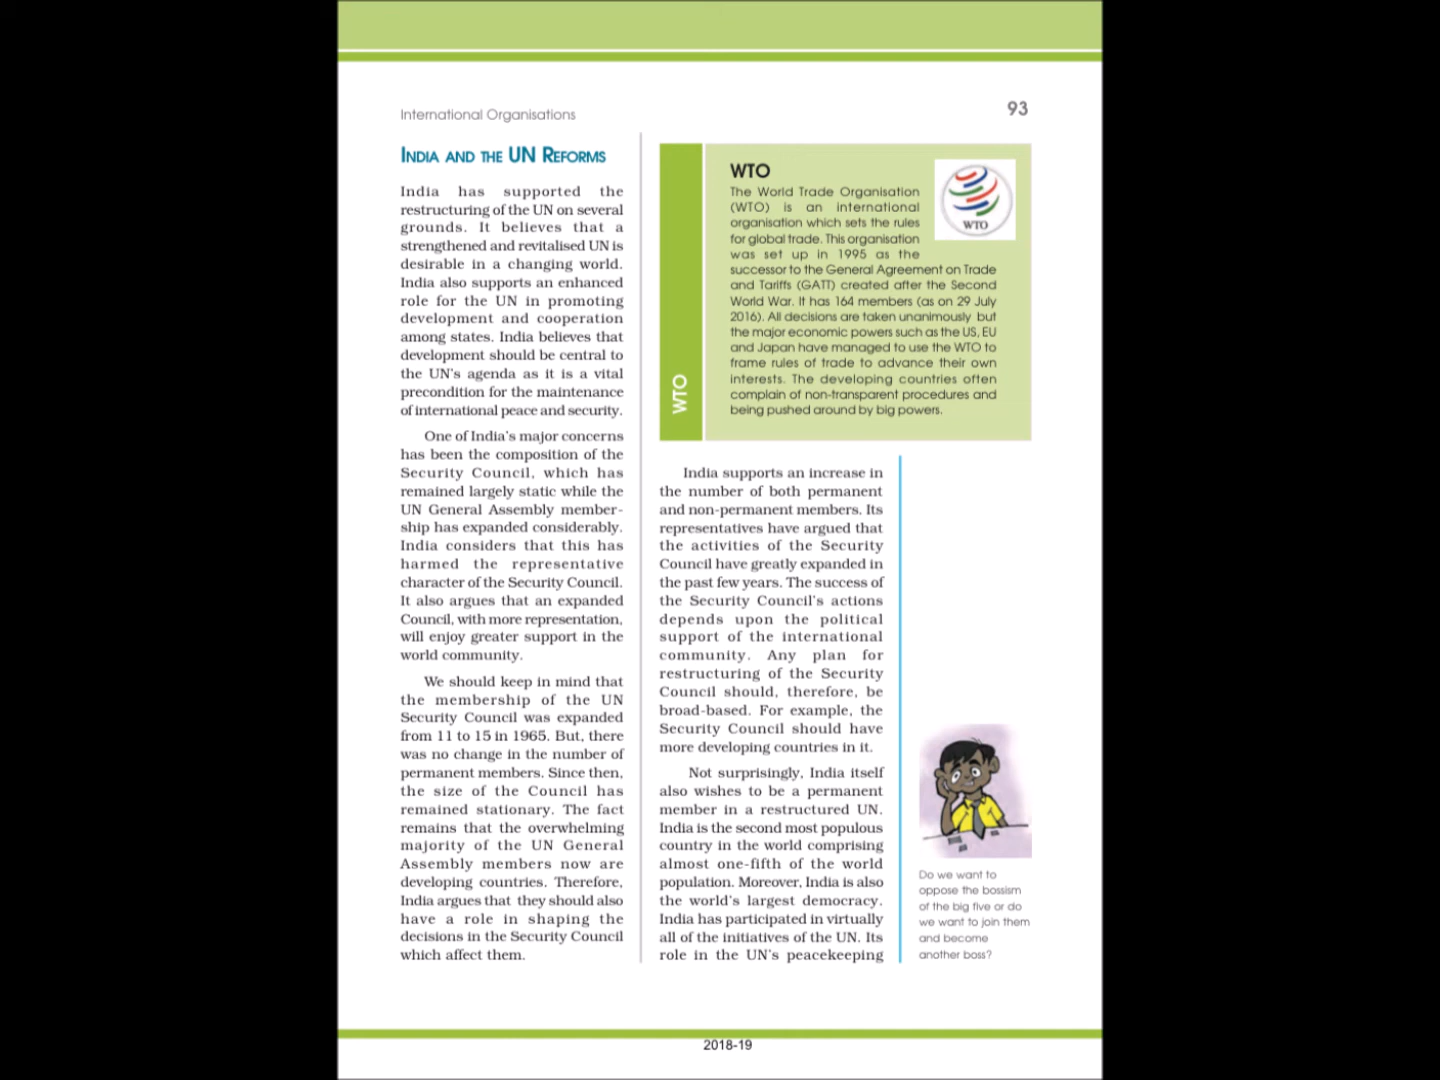 International Organisations
93
INDIA AND THE UN REFORMS
India has supported the
restructuring of the UN on several
grounds. It believes that a
strengthened and revitalised UN is
desirable in a changing world.
India also supports an enhanced
role for the UN in promoting
development and cooperation
among states. India believes that
development should be central to
the UN's agenda as it is a vital
precondition for the maintenance
of international peace and security.
One of India's major concerns
has been the composition of the
Security Council, which has
remained largely static while the
UN General Assembly member-
ship has expanded considerably.
India considers that this has
harmed the representative
character of the Security Council.
It also argues that an expanded
Council, with more representation,
will enjoy greater support in the
world community.
We should keep in mind that
the membership of the UN
Security Council was expanded
from 11 to 15 in 1965. But, there
was no change in the number of
permanent members. Since then,
the size of the Council has
remained stationary. The fact
remains that the overwhelming
majority of the UN General
Assembly members now are
developing countries. Therefore,
India argues that they should also
have a role in shaping the
decisions in the Security Council
which affect them.
WTO
WTO
The World Trade Organisation
(WTO) is an international
organisation which sets the rules
for global trade. This organisation
was set up in 1995 as the
successor to the General Agreement on Trade
and Tariffs (GATT) created after the Second
World War. It has 164 members (as on 29 July
2016). All decisions are taken unanimously but
the major economic powers such as the US, EU
and Japan have managed to use the WTO to
frame rules of trade to advance their own
interests. The developing countries often
complain of non-transparent procedures and
being pushed around by big powers.
WTO
India supports an increase in
the number of both permanent
and non-permanent members. Its
representatives have argued that
the activities of the Security
Council have greatly expanded in
the past few years. The success of
the Security Council's actions
depends upon the political
support of the international
community. Any plan for
restructuring of the Security
Council should, therefore, be
broad-based. For example, the
Security Council should have
more developing countries in it.
Not surprisingly, India itself
also wishes to be a permanent
member in a restructured UN.
India is the second most populous
country in the world comprising
almost one-fifth of the world
population. Moreover, India is also
the world's largest democracy.
India has participated in virtually
all of the initiatives of the UN. Its
role in the UN's peacekeeping
Do we want to
oppose the bossism
of the big five or do
we want to join them
and become
another boss?
2018-19